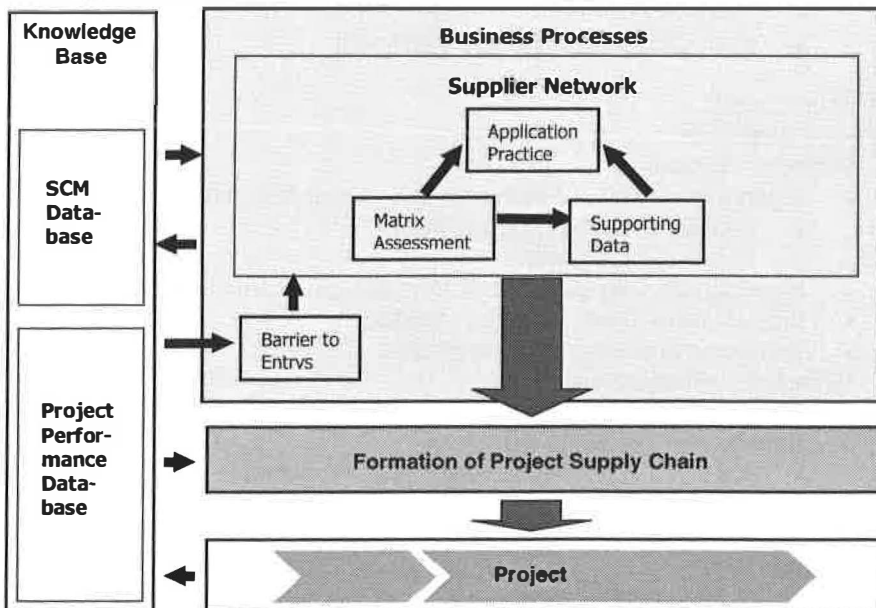 Knowledge
Base
SCM
Data-
base
Project
Perfor-
mance
Data-
base
Business Processes
Supplier Network
Application
Practice
Matrix
Assessment
Supporting
Data
Barrier to
Entrvs
Formation of Project Supply Chain
Project